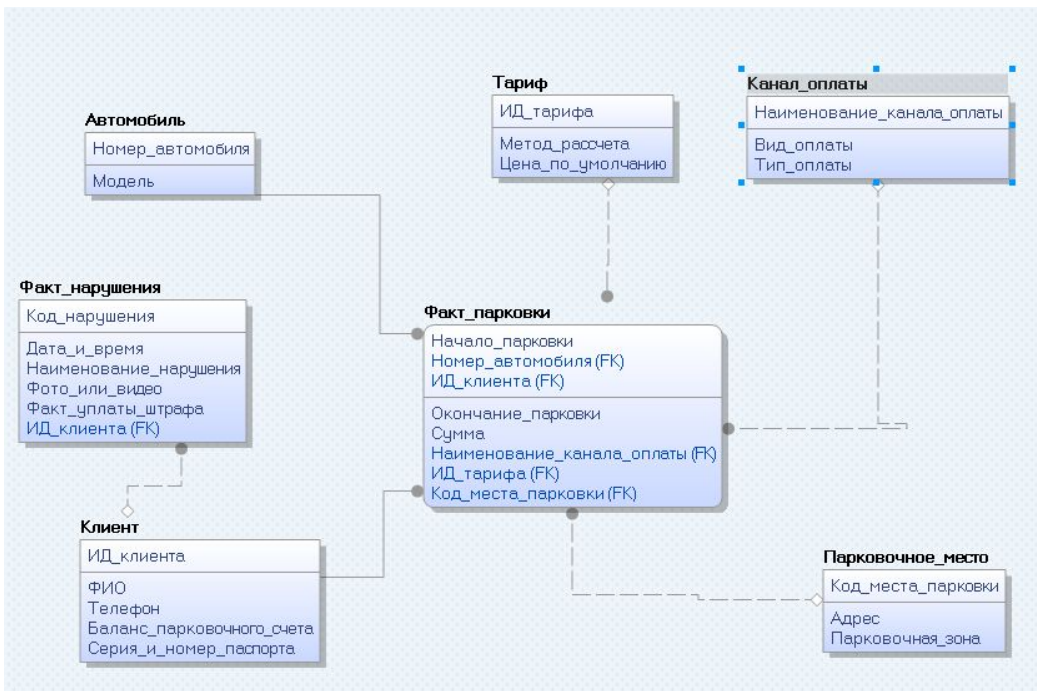 Автомобиль
Номер_автомобиля
Модель
Тариф
ИД_тарифа
Метод_рассчета
Цена_по_умолчанию
Канал_оплаты
Наименование_канала_оплаты
Вид_оплаты
Тип_оплаты
Факт_нарушения
Код_нарушения
Дата_и_время
Наименование_нарушения
Фото_или_видео
Факт_уплаты_штрафа
ИД_клиента (FK)
Факт_парковки
Начало_парковки
Номер_автомобиля (FK)
ИД_клиента (FK)
Окончание_парковки
Сумма
Наименование_канала_оплаты (FK)
ИД_тарифа (FK)
Код_места_парковки (FK)
Клиент
ИД_клиента
ФИО
Телефон
Баланс_парковочного_счета
Серия_и_номер_паспорта
Парковочное_место
Код_места_парковки
Адрес
Парковочная_зона